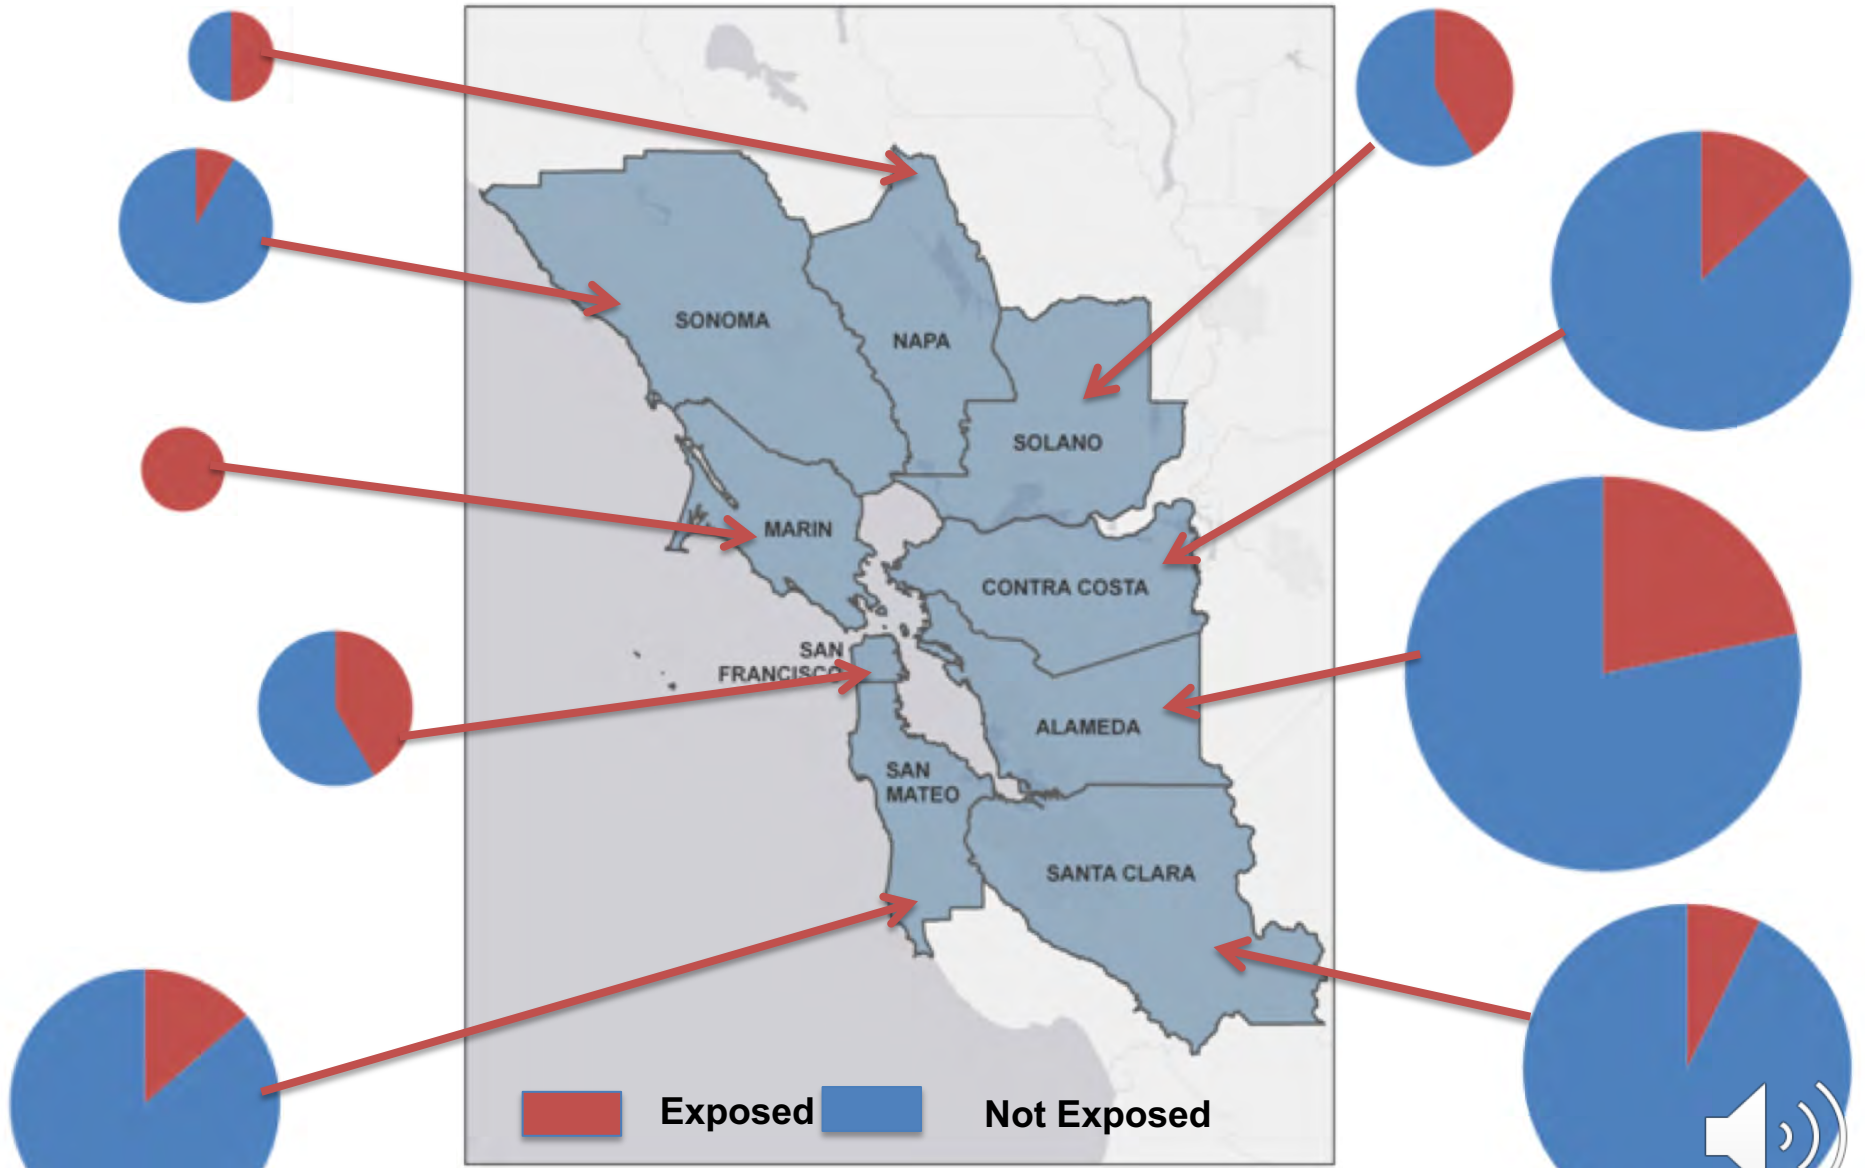 SONOMA
NAPA
SOLANO
MARIN
CONTRA COSTA
SAN
FRANCISCO
ALAMEDA
SAN
MATEO
SANTA CLARA
Exposed
Not Exposed